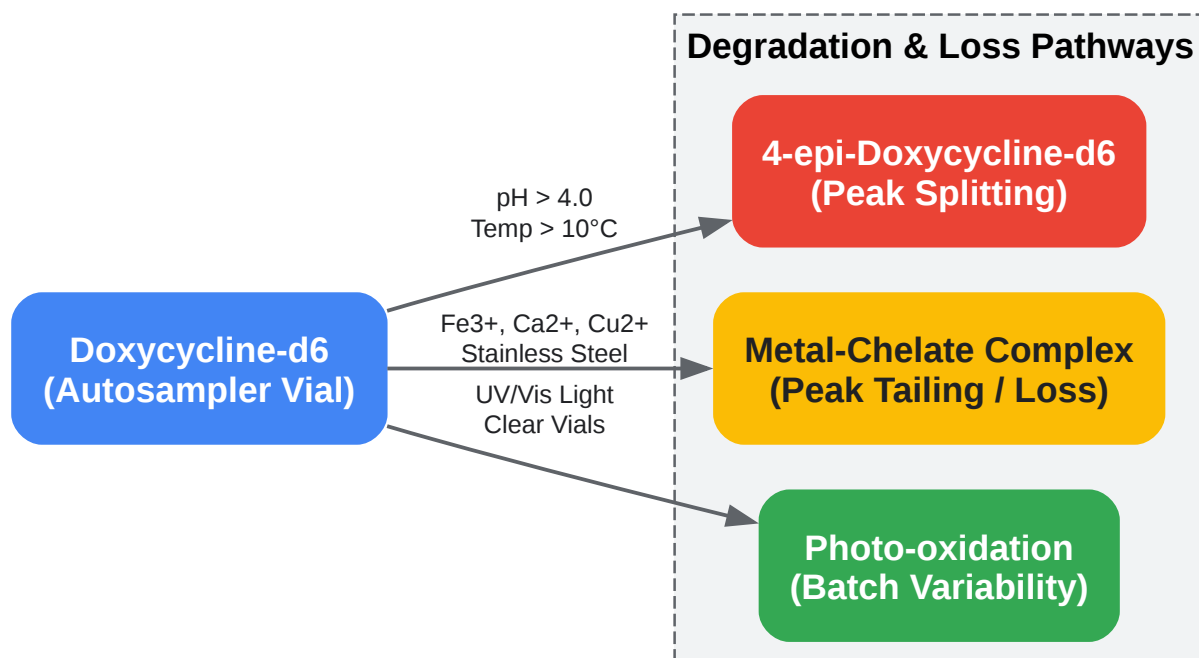 Degradation & Loss Pathways
4-epi-Doxycycline-d6
(Peak Splitting)
pH > 4.0
Temp > 10°C
Doxycycline-d6
(Autosampler Vial)
Fe3+, Ca2+, Cu2+
Stainless Steel
Metal-Chelate Complex
(Peak Tailing / Loss)
UV/Vis Light
Clear Vials
Photo-oxidation
(Batch Variability)